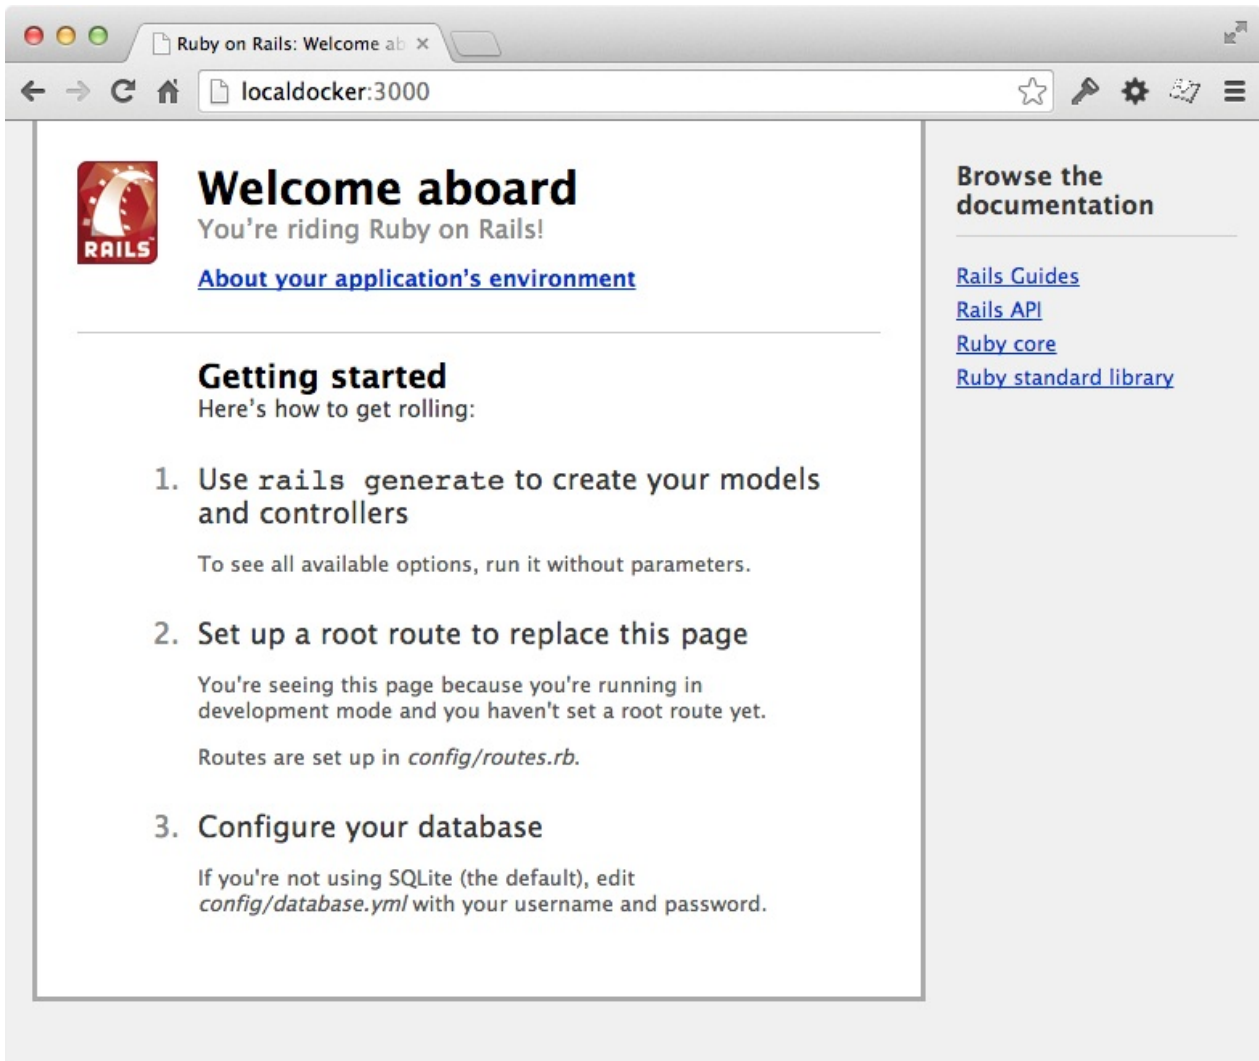 Ruby on Rails: Welcome ab
localdocker:3000
RAILS
Welcome aboard
You’re riding Ruby on Rails!
About your application’s environment
Getting started
Here’s how to get rolling:
1. Use rails generate to create your models
and controllers
To see all available options, run it without parameters.
2. Set up a root route to replace this page
You're seeing this page because you're running in
development mode and you haven't set a root route yet.
Routes are set up in config/routes.rb.
3. Configure your database
If you're not using SQLite (the default), edit
config/database.yml with your username and password.
Browse the
documentation
Rails Guides
Rails API
Ruby core
Ruby standard library